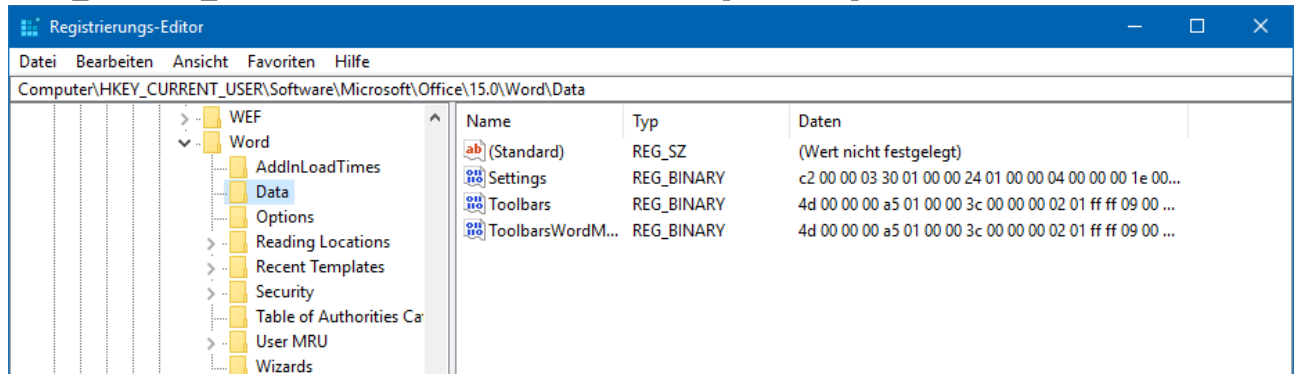 Registrierungs-Editor
Datei Bearbeiten Ansicht Favoriten Hilfe
Computer\HKEY_CURRENT_USER\Software\Microsoft\Office\15.0\Word\Data
WEF
Word
AddInLoadTimes
Data
Options
Reading Locations
Recent Templates
Security
Table of Authorities Ca
User MRU
Wizards
Name Typ Daten
(Standard) REG_SZ (Wert nicht festgelegt)
Settings REG_BINARY c2 00 00 03 30 01 00 00 24 01 00 00 04 00 00 00 1e 00...
Toolbars REG_BINARY 4d 00 00 00 a5 01 00 00 3c 00 00 00 02 01 ff ff 09 00 ...
ToolbarsWordM... REG_BINARY 4d 00 00 00 a5 01 00 00 3c 00 00 00 02 01 ff ff 09 00 ...